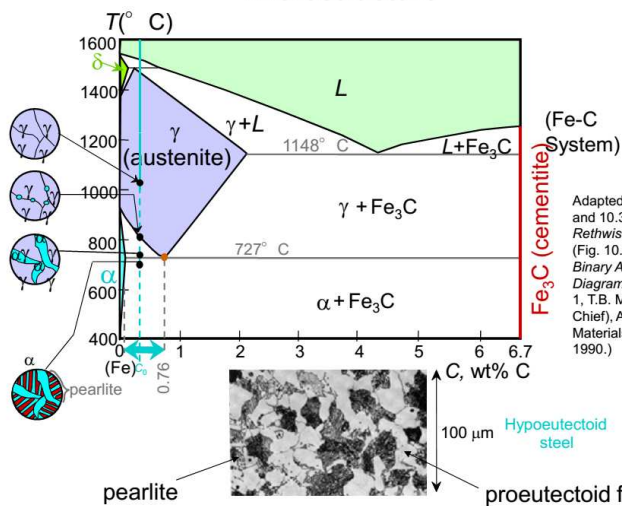 T(° C)
1600
1400
1200
1000
800
600
400
δ
L
γ+L
γ
(austenite)
1148° C
L+Fe3C
(Fe-C
System)
γ γ
γ γ
γ γ
γ γ
α
γ γ
γ γ
γ + Fe3C
727° C
α
α + Fe3C
Fe3C (cementite)
Adapted
and 10.3
Rethwis
(Fig. 10.
Binary A
Diagram
1, T.B. M
Chief), A
Materials
1990.)
0 1 2 3 4 5 6 6.7
(Fe) C0
0.76
C, wt% C
α
pearlite
100 μm
Hypoeutectoid
steel
pearlite
proeutectoid f